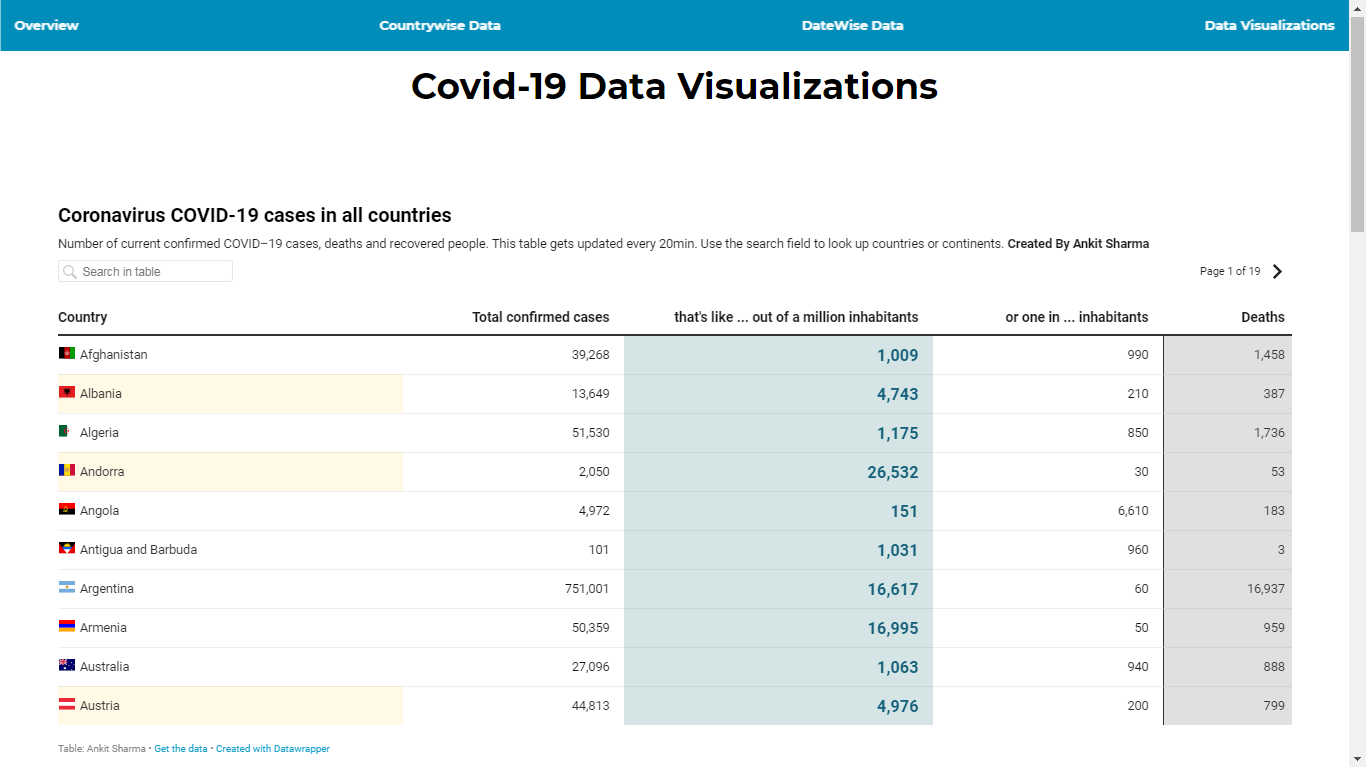 Overview Countrywise Data DateWise Data Data Visualizations
Covid-19 Data Visualizations
Coronavirus COVID-19 cases in all countries
Number of current confirmed COVID–19 cases, deaths and recovered people. This table gets updated every 20min. Use the search field to look up countries or continents. Created By Ankit Sharma
Search in table Page 1 of 19
Country Total confirmed cases that's like ... out of a million inhabitants or one in ... inhabitants Deaths
Afghanistan 39,268 1,009 990 1,458
Albania 13,649 4,743 210 387
Algeria 51,530 1,175 850 1,736
Andorra 2,050 26,532 30 53
Angola 4,972 151 6,610 183
Antigua and Barbuda 101 1,031 960 3
Argentina 751,001 16,617 60 16,937
Armenia 50,359 16,995 50 959
Australia 27,096 1,063 940 888
Austria 44,813 4,976 200 799
Table: Ankit Sharma • Get the data • Created with Datawrapper